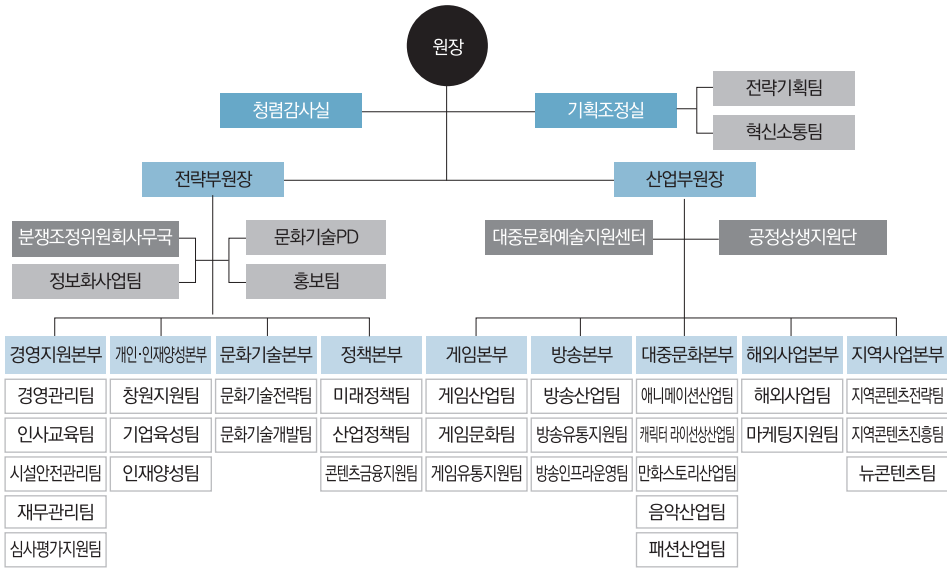 원장
청렴감사실
기획조정실
전략기획팀
혁신소통팀
전략부원장
산업부원장
분쟁조정위원회사무국
정보화사업팀
문화기술PD
홍보팀
대중문화예술지원센터
공정상생지원단
경영지원본부
경영관리팀
인사교육팀
시설안전관리팀
재무관리팀
심사평가지원팀
개인·인재양성본부
창원지원팀
기업육성팀
인재양성팀
문화기술본부
문화기술전략팀
문화기술개발팀
정책본부
미래정책팀
산업정책팀
콘텐츠금융지원팀
게임본부
게임산업팀
게임문화팀
게임유통지원팀
방송본부
방송산업팀
방송유통지원팀
방송인프라운영팀
대중문화본부
애니메이션산업팀
캐릭터 라이선상산업팀
만화스토리산업팀
음악산업팀
패션산업팀
해외사업본부
해외사업팀
마케팅지원팀
지역사업본부
지역콘텐츠전략팀
지역콘텐츠진흥팀
뉴콘텐츠팀